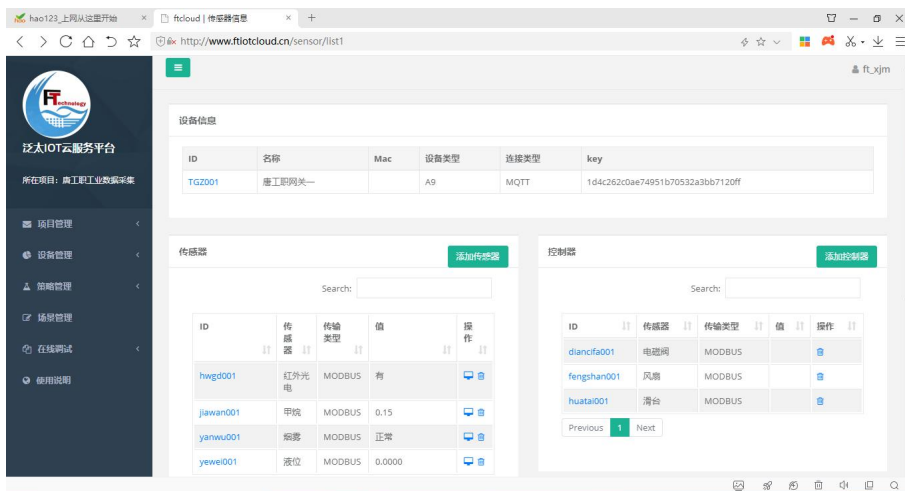 hao123_上网从这里开始
ftcloud | 传感器信息
http://www.ftiotcloud.cn/sensor/list1
ft_xjm
FTechnology
泛太IOT云服务平台
所在项目: 唐工职工业数据采集
项目管理
设备管理
策略管理
场景管理
在线调试
使用说明
设备信息
ID 名称 Mac 设备类型 连接类型 key
TGZ001 唐工职网关一 A9 MQTT 1d4c262c0ae74951b70532a3bb7120ff
传感器
添加传感器
Search:
ID 传感器 传输类型 值 操作
hwgd001 红外光电 MODBUS 有
jiawan001 甲烷 MODBUS 0.15
yanwu001 烟雾 MODBUS 正常
yewei001 液位 MODBUS 0.0000
控制器
添加控制器
Search:
ID 传感器 传输类型 值 操作
diancifa001 电磁阀 MODBUS
fengshan001 风扇 MODBUS
huatai001 滑台 MODBUS
Previous 1 Next